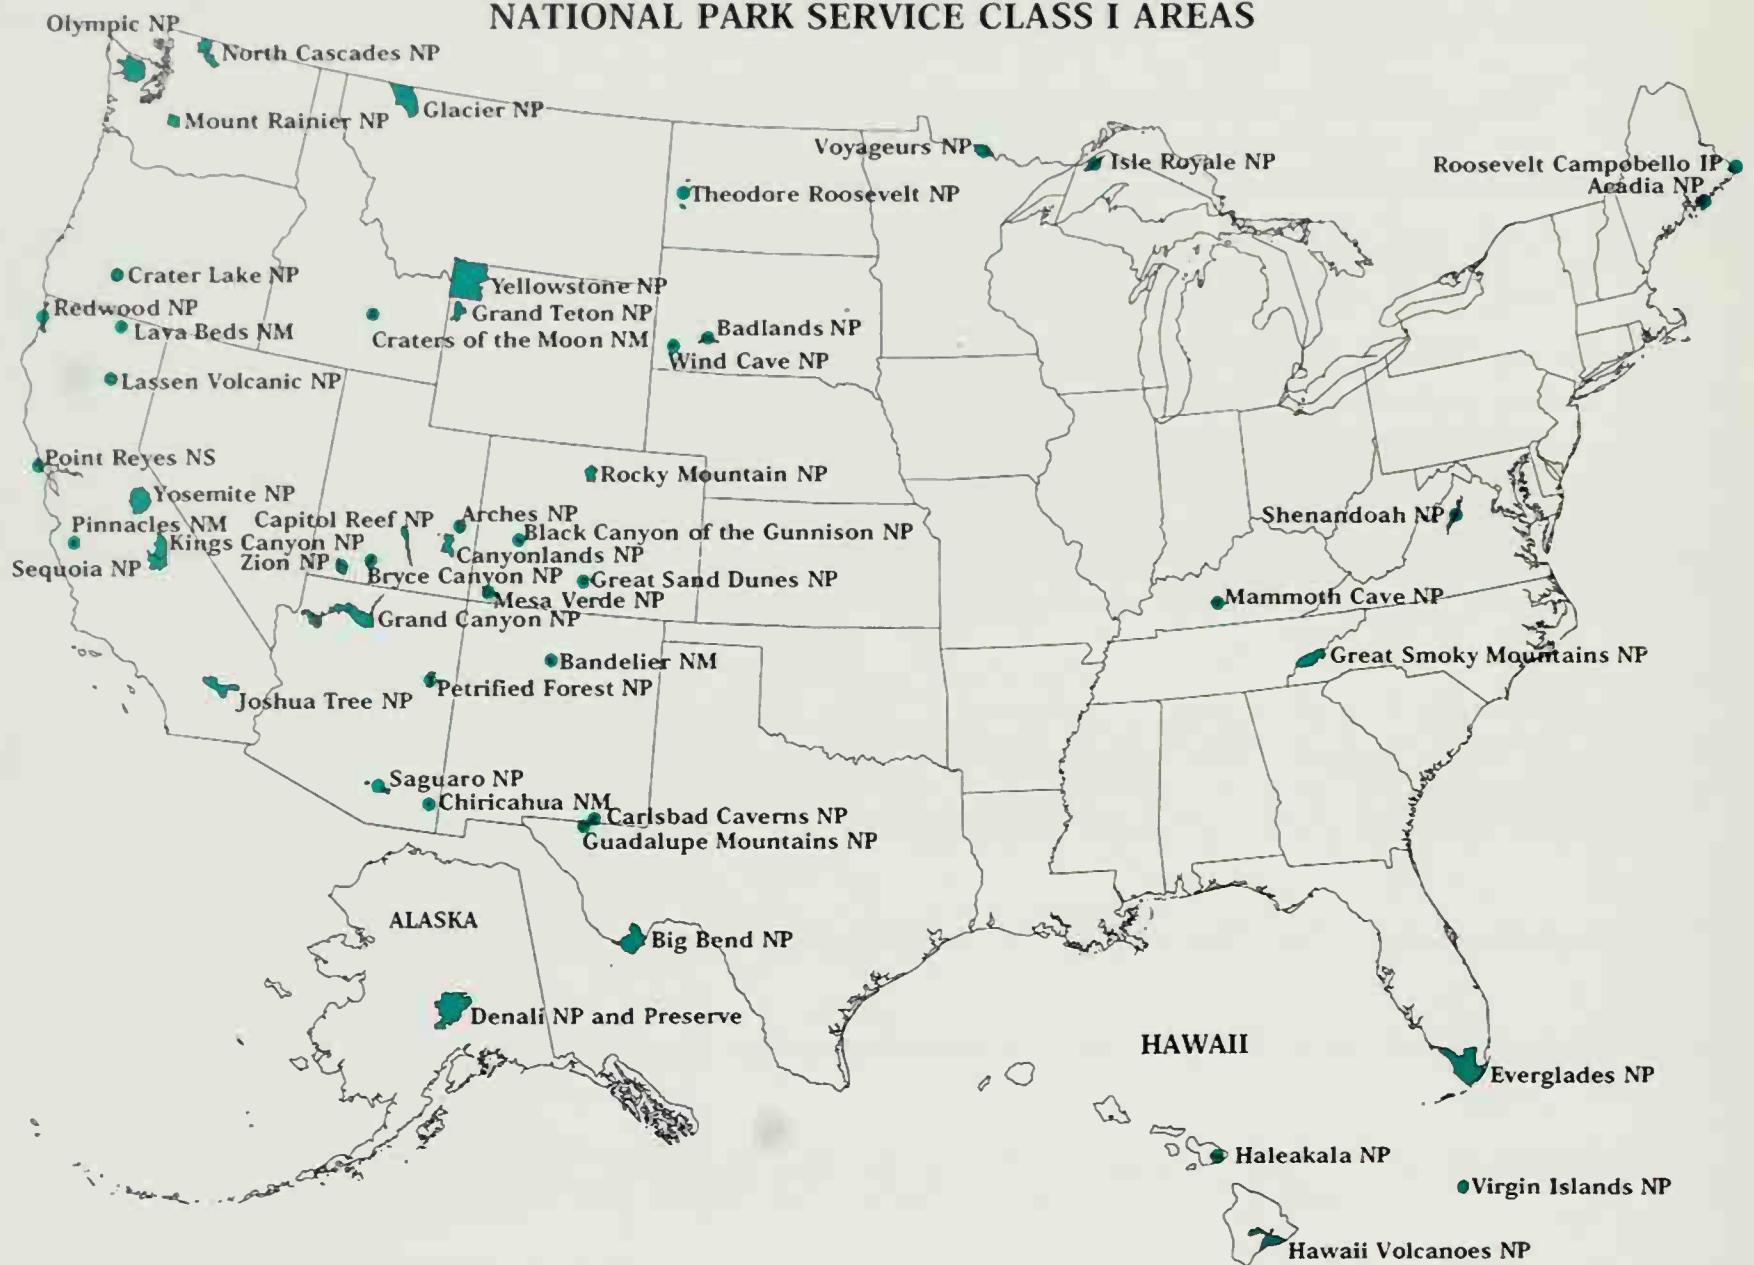 NATIONAL PARK SERVICE CLASS I AREAS
Olympic NP
North Cascades NP
Glacier NP
Mount Rainier NP
Voyageurs NP
Isle Royale NP
Roosevelt Campobello IP
Acadia NP
Theodore Roosevelt NP
Crater Lake NP
Yellowstone NP
Redwood NP
Grand Teton NP
Lava Beds NM
Craters of the Moon NM
Badlands NP
Wind Cave NP
Lassen Volcanic NP
Point Reyes NS
Rocky Mountain NP
Yosemite NP
Pinnacles NM
Capitol Reef NP
Arches NP
Shenandoah NP
Black Canyon of the Gunnison NP
Kings Canyon NP
Canyonlands NP
Zion NP
Sequoia NP
Bryce Canyon NP
Great Sand Dunes NP
Mesa Verde NP
Mammoth Cave NP
Grand Canyon NP
Great Smoky Mountains NP
Bandelier NM
Petrified Forest NP
Joshua Tree NP
Saguaro NP
Chiricahua NM
Carlsbad Caverns NP
Guadalupe Mountains NP
ALASKA
Big Bend NP
Denali NP and Preserve
HAWAII
Everglades NP
Haleakala NP
Virgin Islands NP
Hawaii Volcanoes NP